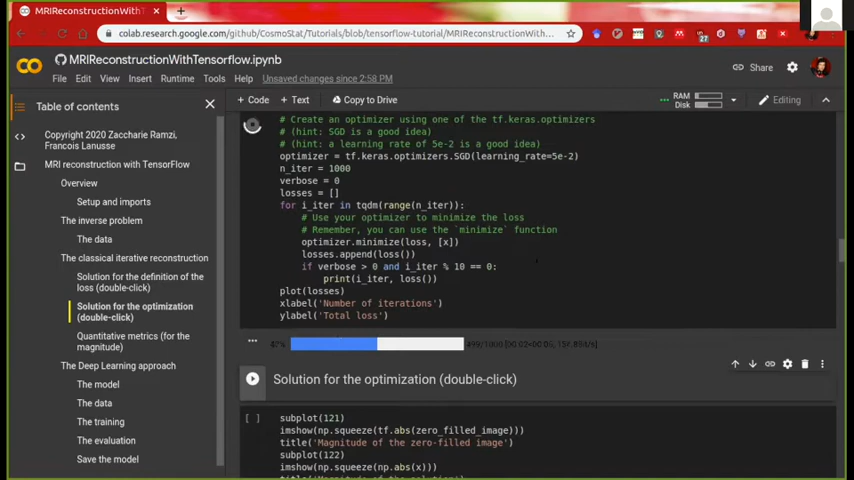 MRIReconstructionWithT
colab.research.google.com/github/CosmoStat/Tutorials/blob/tensorflow-tutorial/MRIReconstructionWith...
27
MRIReconstructionWithTensorflow.ipynb
Share
File Edit View Insert Runtime Tools Help Unsaved changes since 2:58 PM
Table of contents
+ Code + Text Copy to Drive
RAM
Disk
Editing
Copyright 2020 Zaccharie Ramzi,
Francois Lanusse
MRI reconstruction with TensorFlow
Overview
Setup and imports
The inverse problem
The data
The classical iterative reconstruction
Solution for the definition of the
loss (double-click)
Solution for the optimization
(double-click)
Quantitative metrics (for the
magnitude)
The Deep Learning approach
The model
The data
The training
The evaluation
Save the model
# Create an optimizer using one of the tf.keras.optimizers
# (hint: SGD is a good idea)
# (hint: a learning rate of 5e-2 is a good idea)
optimizer = tf.keras.optimizers.SGD(learning_rate=5e-2)
n_iter = 1000
verbose = 0
losses = []
for i_iter in tqdm(range(n_iter)):
# Use your optimizer to minimize the loss
# Remember, you can use the `minimize` function
optimizer.minimize(loss, [x])
losses.append(loss())
if verbose > 0 and i_iter % 10 == 0:
print(i_iter, loss())
plot(losses)
xlabel('Number of iterations')
ylabel('Total loss')
499/1000
Solution for the optimization (double-click)
[ ] subplot(121)
imshow(np.squeeze(tf.abs(zero_filled_image)))
title('Magnitude of the zero-filled image')
subplot(122)
imshow(np.squeeze(np.abs(x)))